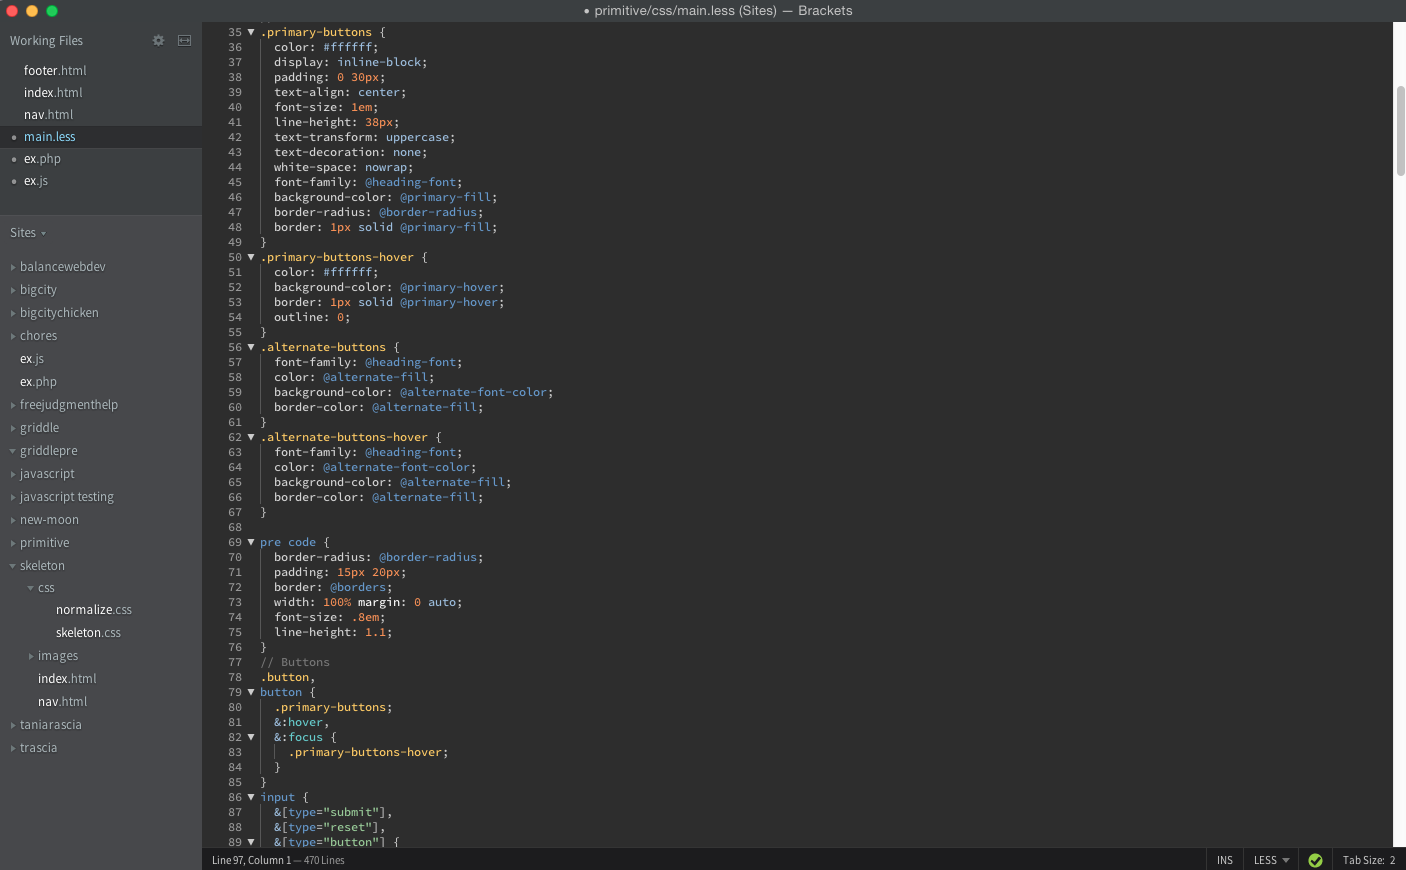 ● primitive/css/main.less (Sites) — Brackets
Working Files
footer.html
index.html
nav.html
main.less
ex.php
ex.js
Sites
balancewebdev
bigcity
bigcitychicken
chores
ex.js
ex.php
freejudgmenthelp
griddle
griddlepre
javascript
javascript testing
new-moon
primitive
skeleton
css
normalize.css
skeleton.css
images
index.html
nav.html
taniarascia
trascia
35 .primary-buttons {
36 color: #ffffff;
37 display: inline-block;
38 padding: 0 30px;
39 text-align: center;
40 font-size: 1em;
41 line-height: 38px;
42 text-transform: uppercase;
43 text-decoration: none;
44 white-space: nowrap;
45 font-family: @heading-font;
46 background-color: @primary-fill;
47 border-radius: @border-radius;
48 border: 1px solid @primary-fill;
49 }
50 .primary-buttons-hover {
51 color: #ffffff;
52 background-color: @primary-hover;
53 border: 1px solid @primary-hover;
54 outline: 0;
55 }
56 .alternate-buttons {
57 font-family: @heading-font;
58 color: @alternate-fill;
59 background-color: @alternate-font-color;
60 border-color: @alternate-fill;
61 }
62 .alternate-buttons-hover {
63 font-family: @heading-font;
64 color: @alternate-font-color;
65 background-color: @alternate-fill;
66 border-color: @alternate-fill;
67 }
68
69 pre code {
70 border-radius: @border-radius;
71 padding: 15px 20px;
72 border: @borders;
73 width: 100% margin: 0 auto;
74 font-size: .8em;
75 line-height: 1.1;
76 }
77 // Buttons
78 .button,
79 button {
80 .primary-buttons;
81 &:hover,
82 &:focus {
83 .primary-buttons-hover;
84 }
85 }
86 input {
87 &[type="submit"],
88 &[type="reset"],
89 &[type="button"] {
Line 97, Column 1 — 470 Lines
INS
LESS
Tab Size: 2